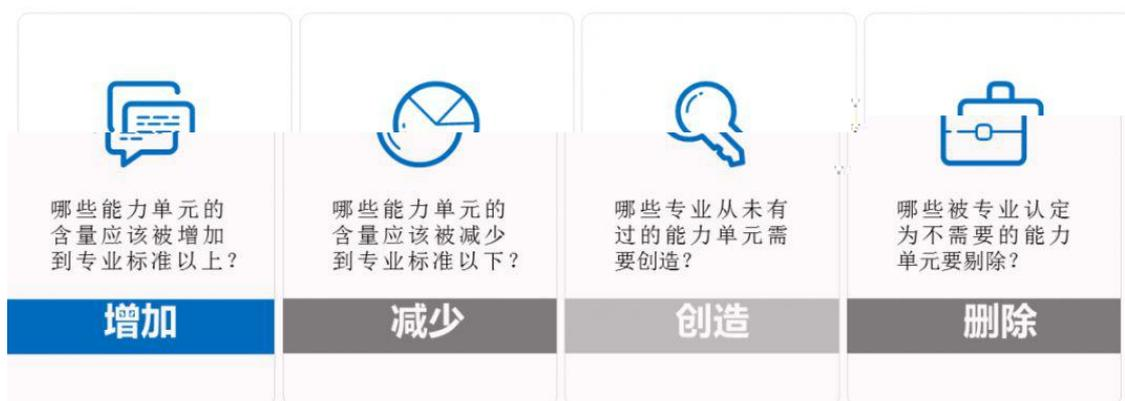 哪些能力单元的
含量应该被增加
到专业标准以上？
增加
哪些能力单元的
含量应该被减少
到专业标准以下？
减少
哪些专业从未有
过的能力单元需
要创造？
创造
哪些被专业认定
为不需要的能力
单元要剔除？
删除